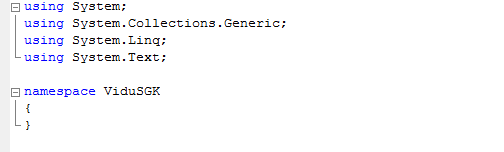 using System;
using System.Collections.Generic;
using System.Linq;
using System.Text;
namespace ViduSGK
{
}